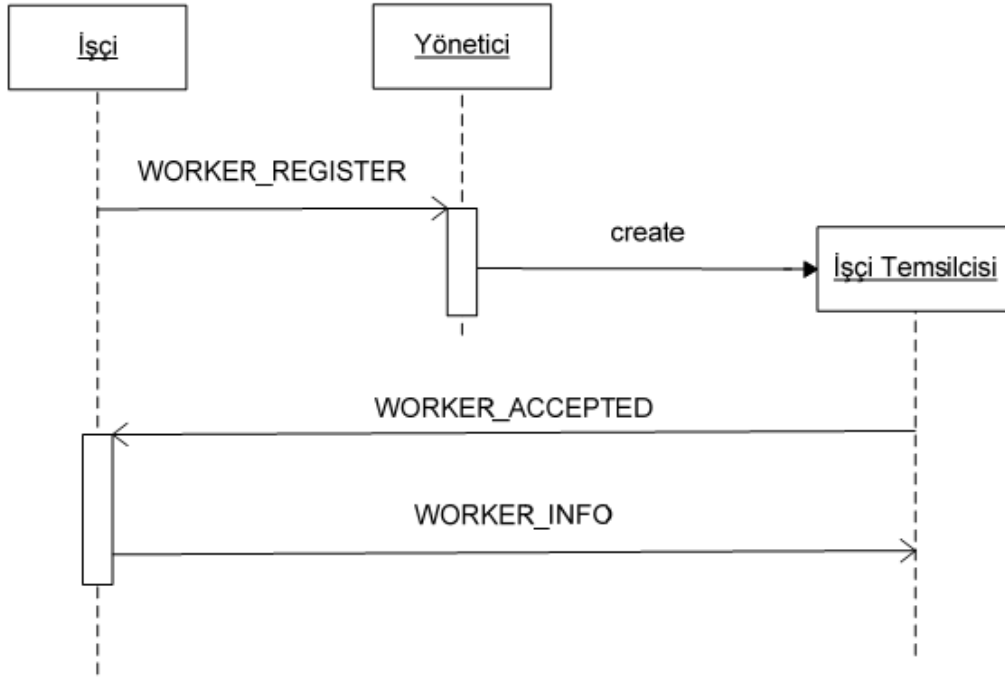 İşçi
Yönetici
WORKER_REGISTER
create
İşçi Temsilcisi
WORKER_ACCEPTED
WORKER_INFO